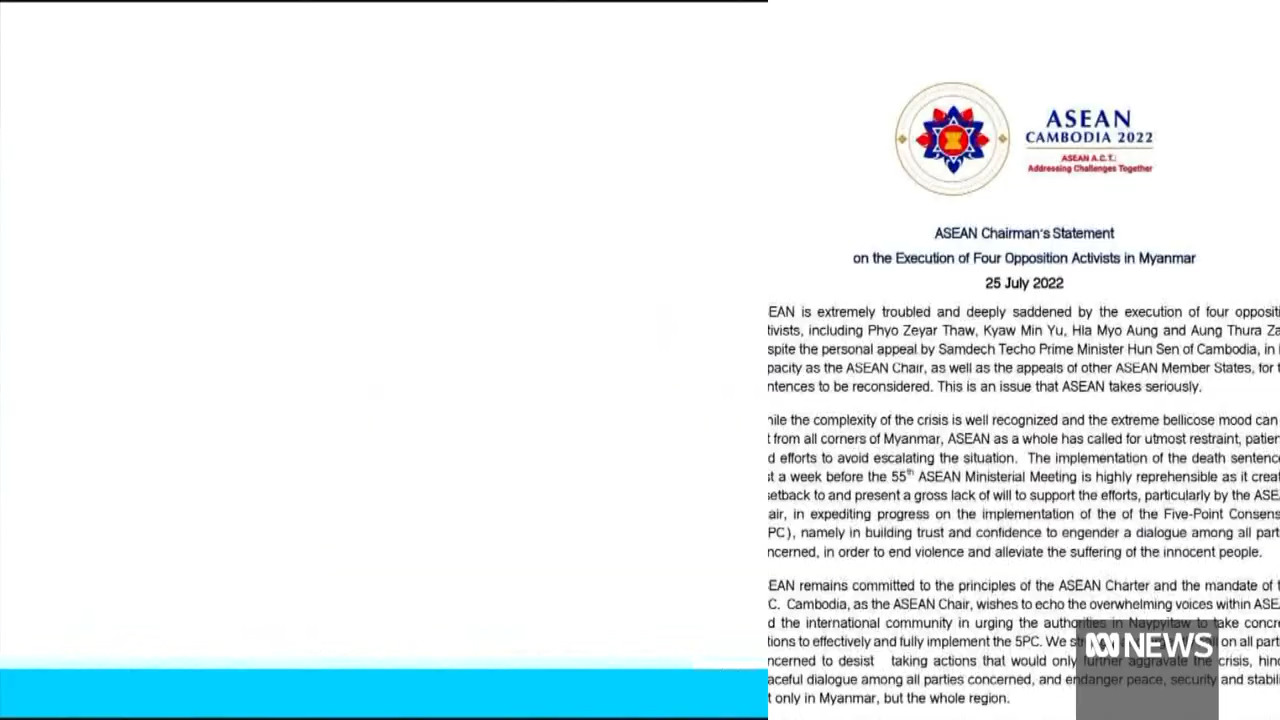 ASEAN
CAMBODIA 2022
ASEAN A.C.T.:
Addressing Challenges Together
ASEAN Chairman's Statement
on the Execution of Four Opposition Activists in Myanmar
25 July 2022
EAN is extremely troubled and deeply saddened by the execution of four oppositi
tivists, including Phyo Zeyar Thaw, Kyaw Min Yu, Hla Myo Aung and Aung Thura Za
spite the personal appeal by Samdech Techo Prime Minister Hun Sen of Cambodia, in
pacity as the ASEAN Chair, as well as the appeals of other ASEAN Member States, for t
ntences to be reconsidered. This is an issue that ASEAN takes seriously.
hile the complexity of the crisis is well recognized and the extreme bellicose mood can
t from all corners of Myanmar, ASEAN as a whole has called for utmost restraint, patien
d efforts to avoid escalating the situation. The implementation of the death sentence
st a week before the 55th ASEAN Ministerial Meeting is highly reprehensible as it creat
setback to and present a gross lack of will to support the efforts, particularly by the ASE
air, in expediting progress on the implementation of the of the Five-Point Consens
PC), namely in building trust and confidence to engender a dialogue among all part
ncerned, in order to end violence and alleviate the suffering of the innocent people.
EAN remains committed to the principles of the ASEAN Charter and the mandate of t
C. Cambodia, as the ASEAN Chair, wishes to echo the overwhelming voices within ASE
d the international community in urging the authorities in Naypyitaw to take concre
tions to effectively and fully implement the 5PC. We st on all part
ncerned to desist taking actions that would only further aggravate the crisis, hind
aceful dialogue among all parties concerned, and endanger peace, security and stabili
t only in Myanmar, but the whole region.
NEWS